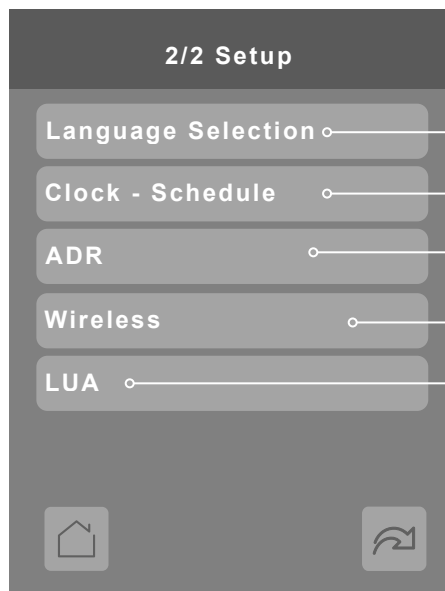 2/2 Setup
Language Selection
Clock - Schedule
ADR
Wireless
LUA